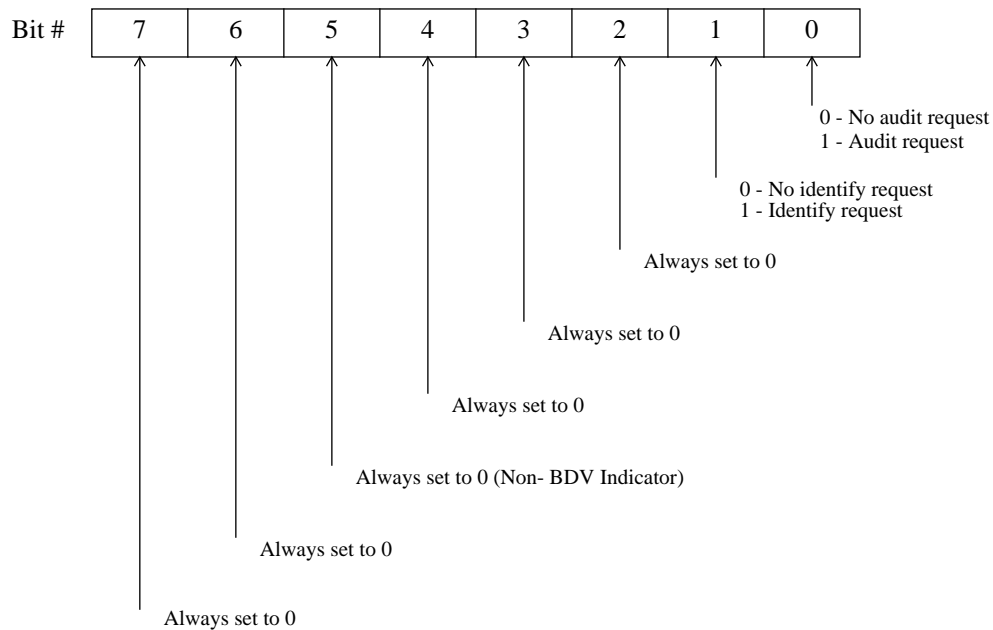 Bit # 7 6 5 4 3 2 1 0
0 - No audit request
1 - Audit request
0 - No identify request
1 - Identify request
Always set to 0
Always set to 0
Always set to 0
Always set to 0 (Non- BDV Indicator)
Always set to 0
Always set to 0